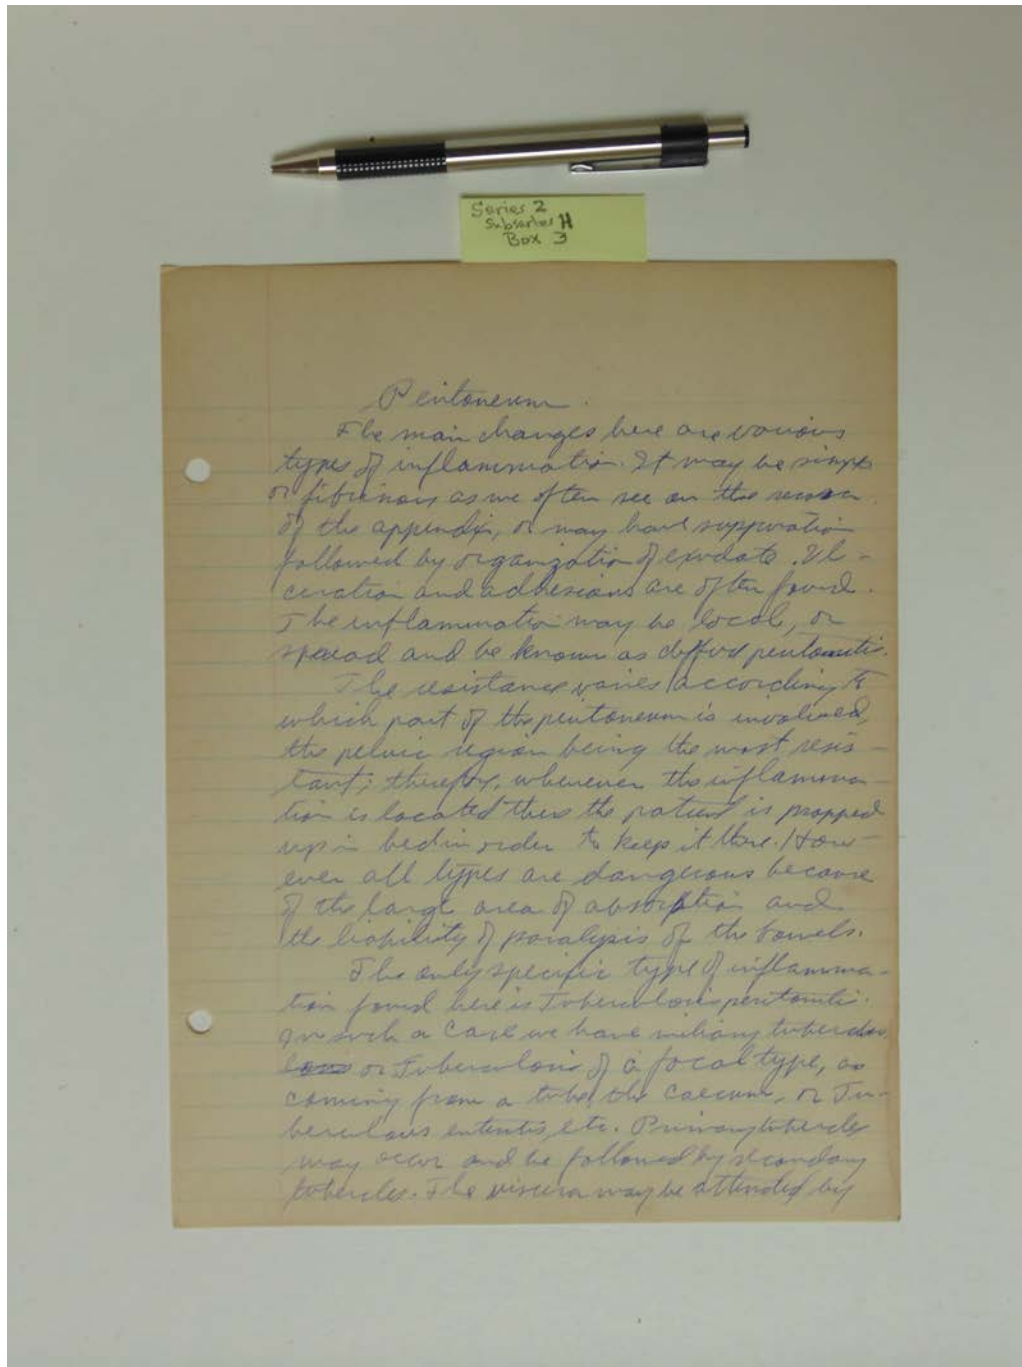 Series 2
Subseries H
Box 3
Peritoneum.
The main changes here are various
types of inflammation. It may be simple
or fibrinous as we often see on the serosa
of the appendix, or may have suppuration
followed by organization of exudate. Ul-
ceration and adhesions are often found.
The inflammation may be local, or
spread and be known as diffuse peritonitis.
The resistance varies according to
which part of the peritoneum is involved,
the pelvic region being the most resis-
tant; therefore, whenever the inflamma-
tion is located there the patient is propped
up in bed in order to keep it there. How-
ever all types are dangerous because
of the large area of absorption and
the liability of paralysis of the bowels.
The only specific type of inflamma-
tion found here is Tuberculosis peritonitis.
In such a case we have miliary tubercles,
or Tuberculosis of a focal type, as
coming from a tube, the caecum, or Tu-
berculous enteritis, etc. Primary tubercles
may occur and be followed by secondary
tubercles. The viscera may be attended by